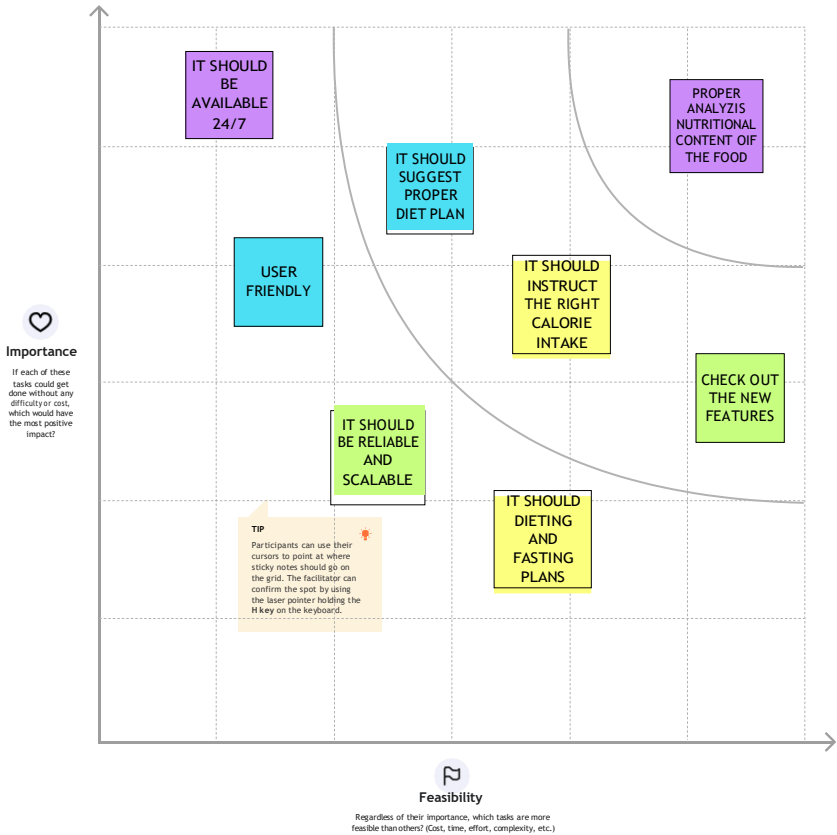 IT SHOULD
BE
AVAILABLE
24/7
PROPER
ANALYZIS
NUTRITIONAL
CONTENT OIF
THE FOOD
IT SHOULD
SUGGEST
PROPER
DIET PLAN
USER
FRIENDLY
IT SHOULD
INSTRUCT
THE RIGHT
CALORIE
INTAKE
Importance
If each of these
tasks could get
done without any
difficulty or cost,
which would have
the most positive
impact?
CHECK OUT
THE NEW
FEATURES
IT SHOULD
BE RELIABLE
AND
SCALABLE
IT SHOULD
DIETING
AND
FASTING
PLANS
TIP
Participants can use their
cursors to point at where
sticky notes should go on
the grid. The facilitator can
confirm the spot by using
the laser pointer holding the
H key on the keyboard.
Feasibility
Regardless of their importance, which tasks are more
feasible than others? (Cost, time, effort, complexity, etc.)